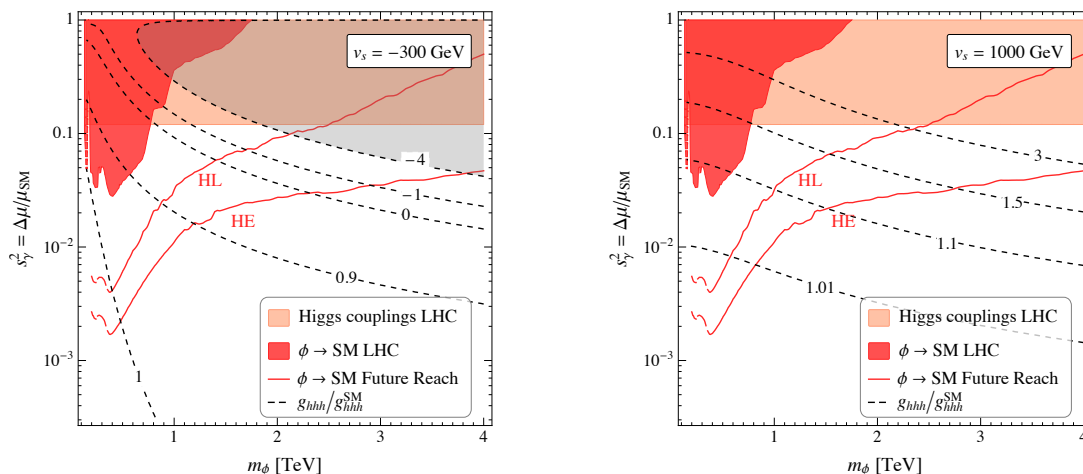 v_s = −300 GeV
1
0.1
10^−2
10^−3
s_γ^2 = Δμ/μ_SM
−4
−1
0
0.9
1
HL
HE
Higgs couplings LHC
ϕ → SM LHC
ϕ → SM Future Reach
g_hhh/g_hhh^SM
1 2 3 4
m_ϕ [TeV]
v_s = 1000 GeV
1
0.1
10^−2
10^−3
s_γ^2 = Δμ/μ_SM
3
1.5
1.1
1.01
HL
HE
Higgs couplings LHC
ϕ → SM LHC
ϕ → SM Future Reach
g_hhh/g_hhh^SM
1 2 3 4
m_ϕ [TeV]